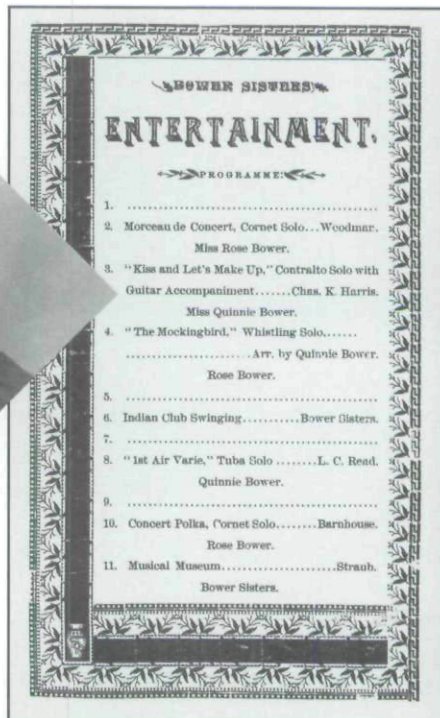 BOWER SISTERS
ENTERTAINMENT.
PROGRAMME:
1. ........................................
2. Morceau de Concert, Cornet Solo...Woodmar.
Miss Rose Bower.
3. "Kiss and Let's Make Up," Contralto Solo with
Guitar Accompaniment.......Chas. K. Harris.
Miss Quinnie Bower.
4. "The Mockingbird," Whistling Solo......
......................Arr. by Quinnie Bower.
Rose Bower.
5. ........................................
6. Indian Club Swinging..........Bower Sisters.
7. ........................................
8. "1st Air Varie," Tuba Solo ........L. C. Read.
Quinnie Bower.
9. ........................................
10. Concert Polka, Cornet Solo.......Barnhouse.
Rose Bower.
11. Musical Museum.....................Straub.
Bower Sisters.